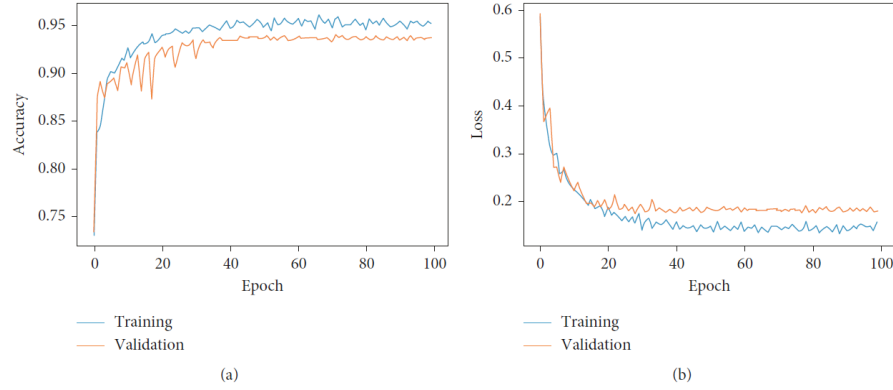 0.95
0.90
0.85
0.80
0.75
Accuracy
0 20 40 60 80 100
Epoch
Training
Validation
(a)
0.6
0.5
0.4
0.3
0.2
Loss
0 20 40 60 80 100
Epoch
Training
Validation
(b)